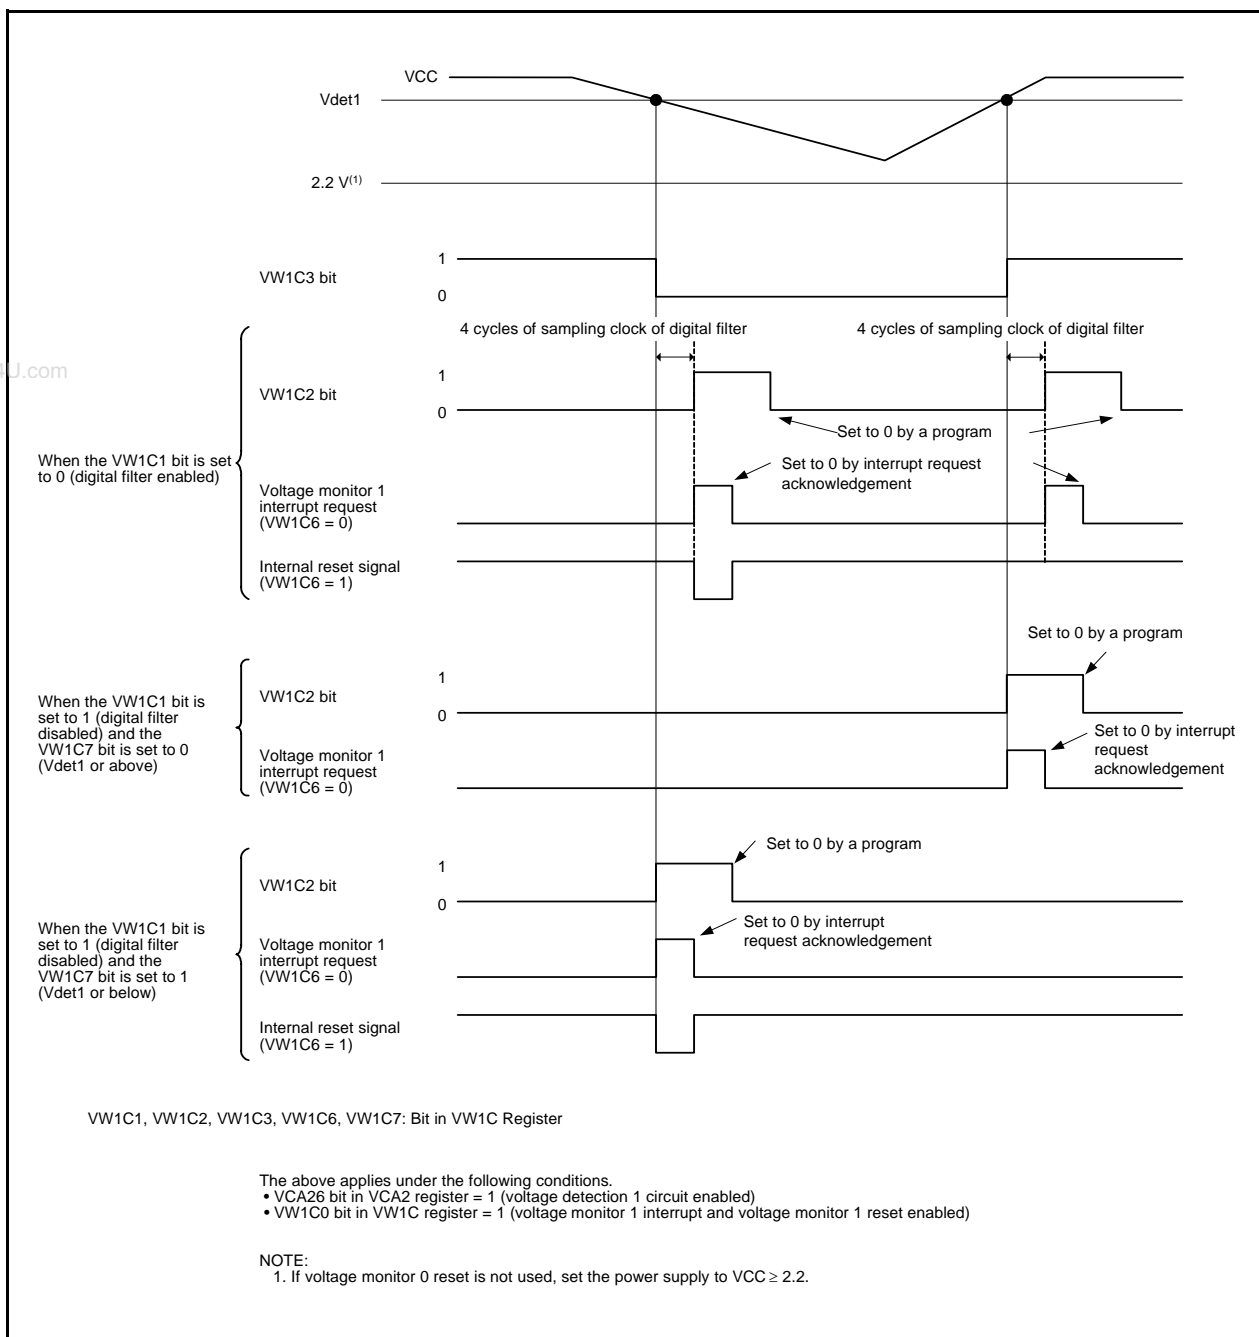 VCC
Vdet1
2.2 V(1)
VW1C3 bit
1
0
4 cycles of sampling clock of digital filter
4 cycles of sampling clock of digital filter
4U.com
VW1C2 bit
1
0
Set to 0 by a program
When the VW1C1 bit is set
to 0 (digital filter enabled)
Set to 0 by interrupt request
acknowledgement
Voltage monitor 1
interrupt request
(VW1C6 = 0)
Internal reset signal
(VW1C6 = 1)
Set to 0 by a program
When the VW1C1 bit is
set to 1 (digital filter
disabled) and the
VW1C7 bit is set to 0
(Vdet1 or above)
VW1C2 bit
1
0
Voltage monitor 1
interrupt request
(VW1C6 = 0)
Set to 0 by interrupt
request
acknowledgement
Set to 0 by a program
VW1C2 bit
1
0
When the VW1C1 bit is
set to 1 (digital filter
disabled) and the
VW1C7 bit is set to 1
(Vdet1 or below)
Voltage monitor 1
interrupt request
(VW1C6 = 0)
Set to 0 by interrupt
request acknowledgement
Internal reset signal
(VW1C6 = 1)
VW1C1, VW1C2, VW1C3, VW1C6, VW1C7: Bit in VW1C Register
The above applies under the following conditions.
• VCA26 bit in VCA2 register = 1 (voltage detection 1 circuit enabled)
• VW1C0 bit in VW1C register = 1 (voltage monitor 1 interrupt and voltage monitor 1 reset enabled)
NOTE:
1. If voltage monitor 0 reset is not used, set the power supply to VCC ≥ 2.2.